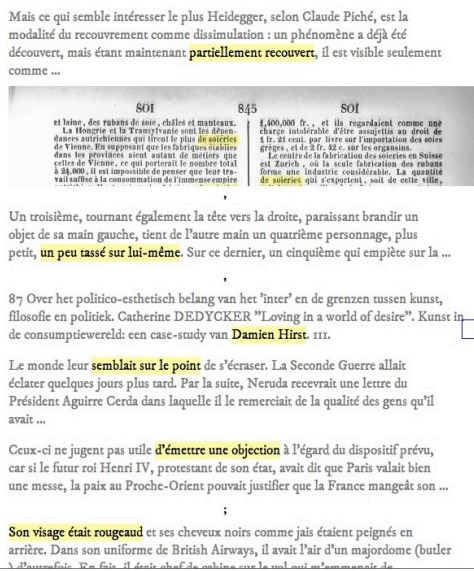 Mais ce qui semble intéresser le plus Heidegger, selon Claude Piché, est la
modalité du recouvrement comme dissimulation : un phénomène a déjà été
découvert, mais étant maintenant partiellement recouvert, il est visible seulement
comme ...
SOI 845 SOI
et laine, des rubans de soie, châles et manteaux.
La Hongrie et la Transylvanie sont les dépen-
dances autrichiennes qui tirent le plus de soieries
de Vienne. En supposant que les fabriques établies
dans les provinces aient autant de métiers que
celles de Vienne, ce qui porterait le nombre total
à 24,000, il est impossible de penser que leur tra-
vail suffise à la consommation de l'immense empire
1,400,000 fr., et ils regardaient comme une
charge intolérable d'être assujettis au droit de
1 fr. 21 cent. par livre sur l'importation des soies
grèges, et de 2 fr. 42 c. sur les organsins.
Le centre de la fabrication des soieries en Suisse
est Zurich, où la seule fabrication des rubans
forme une industrie considérable. La quantité
de soieries qui s'exportent, soit de cette ville,
,
Un troisième, tournant également la tête vers la droite, paraissant brandir un
objet de sa main gauche, tient de l'autre main un quatrième personnage, plus
petit, un peu tassé sur lui-même. Sur ce dernier, un cinquième qui empiète sur la ...
,
87 Over het politico-esthetisch belang van het 'inter' en de grenzen tussen kunst,
filosofie en politiek. Catherine DEDYCKER "Loving in a world of desire". Kunst in
de consumptiewereld: een case-study van Damien Hirst. 111.
Le monde leur semblait sur le point de s'écraser. La Seconde Guerre allait
éclater quelques jours plus tard. Par la suite, Neruda recevrait une lettre du
Président Aguirre Cerda dans laquelle il le remerciait de la qualité des gens qu'il
avait ...
Ceux-ci ne jugent pas utile d'émettre une objection à l'égard du dispositif prévu,
car si le futur roi Henri IV, protestant de son état, avait dit que Paris valait bien
une messe, la paix au Proche-Orient pouvait justifier que la France mangeât son ...
;
Son visage était rougeaud et ses cheveux noirs comme jais étaient peignés en
arrière. Dans son uniforme de British Airways, il avait l'air d'un majordome (butler
) d'autrefois. En fait, il était chef de cabine sur le vol qui m'emmenait de